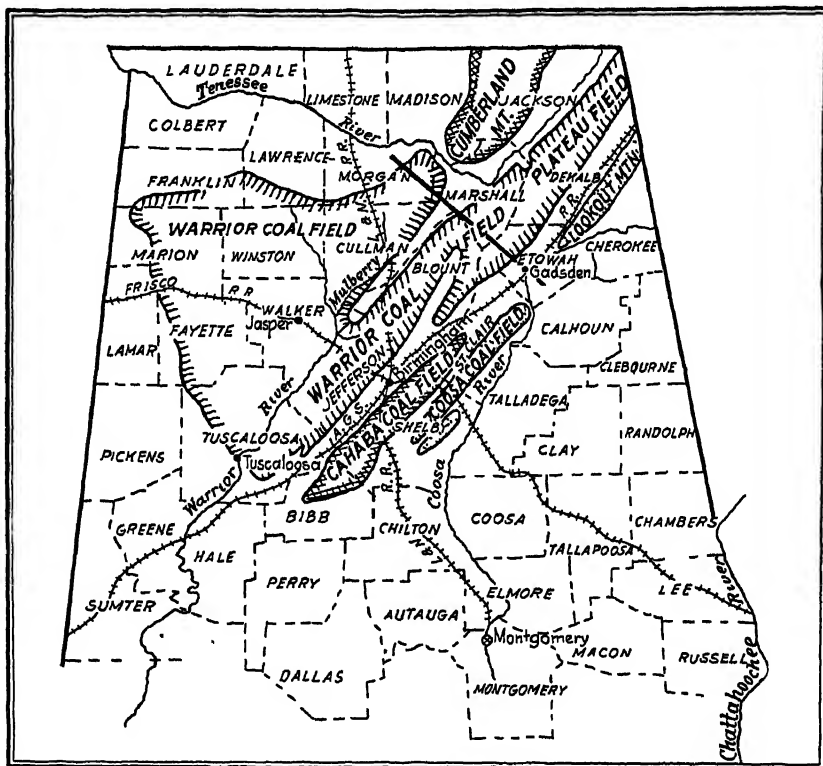 LAUDERDALE
Tenessee
River
LIMESTONE
MADISON
JACKSON
CUMBERLAND
MT.
PLATEAU FIELD
COLBERT
LAWRENCE
R.R.
L & N
MORGAN
MARSHALL
DEKALB
R.R.
LOOKOUT MTN.
FRANKLIN
WARRIOR COAL FIELD
MARION
WINSTON
CULLMAN
BLOUNT
ETOWAH
Gadsden
CHEROKEE
FRISCO
R.R.
WALKER
Jasper
Mulberry
WARRIOR COAL
FIELD
FAYETTE
LAMAR
JEFFERSON
Birmingham
ST. CLAIR
CALHOUN
CLEBOURNE
River
A.G.S.
CAHABA COAL FIELD
COOSA COAL FIELD
River
TALLADEGA
SHELBY
TUSCALOOSA
Tuscaloosa
PICKENS
CLAY
RANDOLPH
Warrior
R.R.
Coosa
BIBB
CHILTON
L&N
COOSA
CHAMBERS
GREENE
HALE
PERRY
TALLAPOOSA
SUMTER
AUTAUGA
ELMORE
LEE
River
Montgomery
MACON
RUSSELL
DALLAS
MONTGOMERY
Chattahoochee